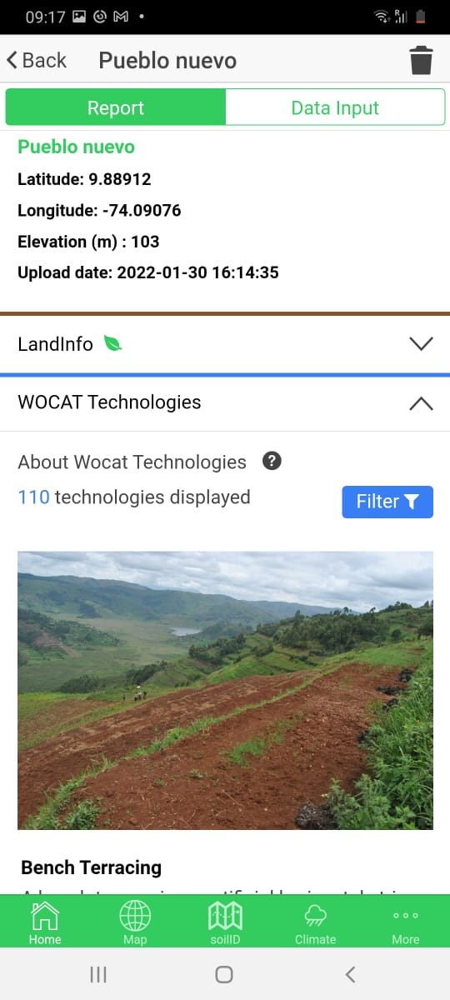 09:17
Back Pueblo nuevo
Report Data Input
Pueblo nuevo
Latitude: 9.88912
Longitude: -74.09076
Elevation (m) : 103
Upload date: 2022-01-30 16:14:35
LandInfo
WOCAT Technologies
About Wocat Technologies ?
110 technologies displayed
Filter
Bench Terracing
Home Map soilID Climate More